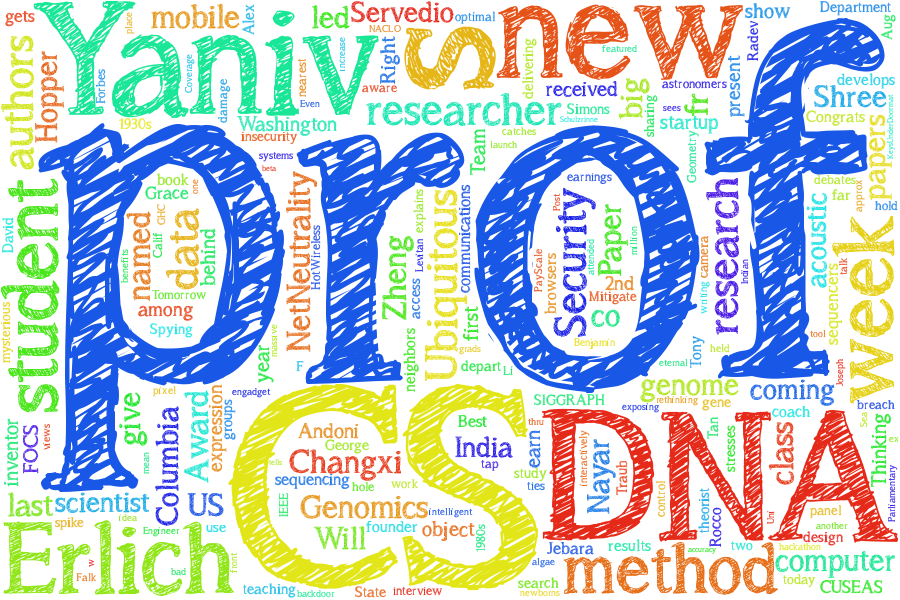 gets
place
mobile
Alex
led
Servedio
optimal
new
show
Department
Aug
Yaniv
s
NACLO
Right
delivering
featured
Radev
authors
Hopper
Forbes
Coverage
damage
Increase
nearest
Even
aware
received
big
sharing
astronomers
sees
fr
present
develops
Shree
Congrats
papers
1930s
Washington
researcher
Simons
Schulzrinne
startup
KeysUnderDoormat
insecurity
Team
catches
launch
Geometry
prof
systems
beta
book
Grace
GHC
one
earnings
debates
far
approx
hold
student
David
named
Calif
data
behind
benefits
Tomorrow
among
Spying
NetNeutrality
HotWireless
Zheng
access
Levian
explains
communications
Ubiquitous
first
Security
Post
attended
Paper
million
PayScale
browsers
2nd
Mitigate
co
Benjamin
camera
writing
research
Indian
acoustic
sequencers
talk
week
mysterious
year
massive
F
neighbors
grads
depart
Li
eternal
Tony
held
tool
Joseph
pixel
engadget
SIGGRAPH
exposing
genome
rethinking
gene
coming
breach
inventor
FOCS
views
give
mean
Columbia
Award
expression
groups
CS
Andoni
George
hella
Changxi
sequencing
hole
work
IEEE
Genomics
intelligent
Will
founder
object
1980s
Best
India
tap
thru
earn
study
ties
DNA
interactively
Nayar
Traub
control
Tan
stresses
theorist
Rocco
coach
class
Uni
Thinking
Sea
ex
Parliamentary
panel
another
design
hackathon
last
scientist
US
use
spike
idea
Engineer
Erlich
w
Falk
bad
front
teaching
backdoor
State
interview
Jebara
algae
results
accuracy
two
search
newborns
method
computer
today
CUSEAS